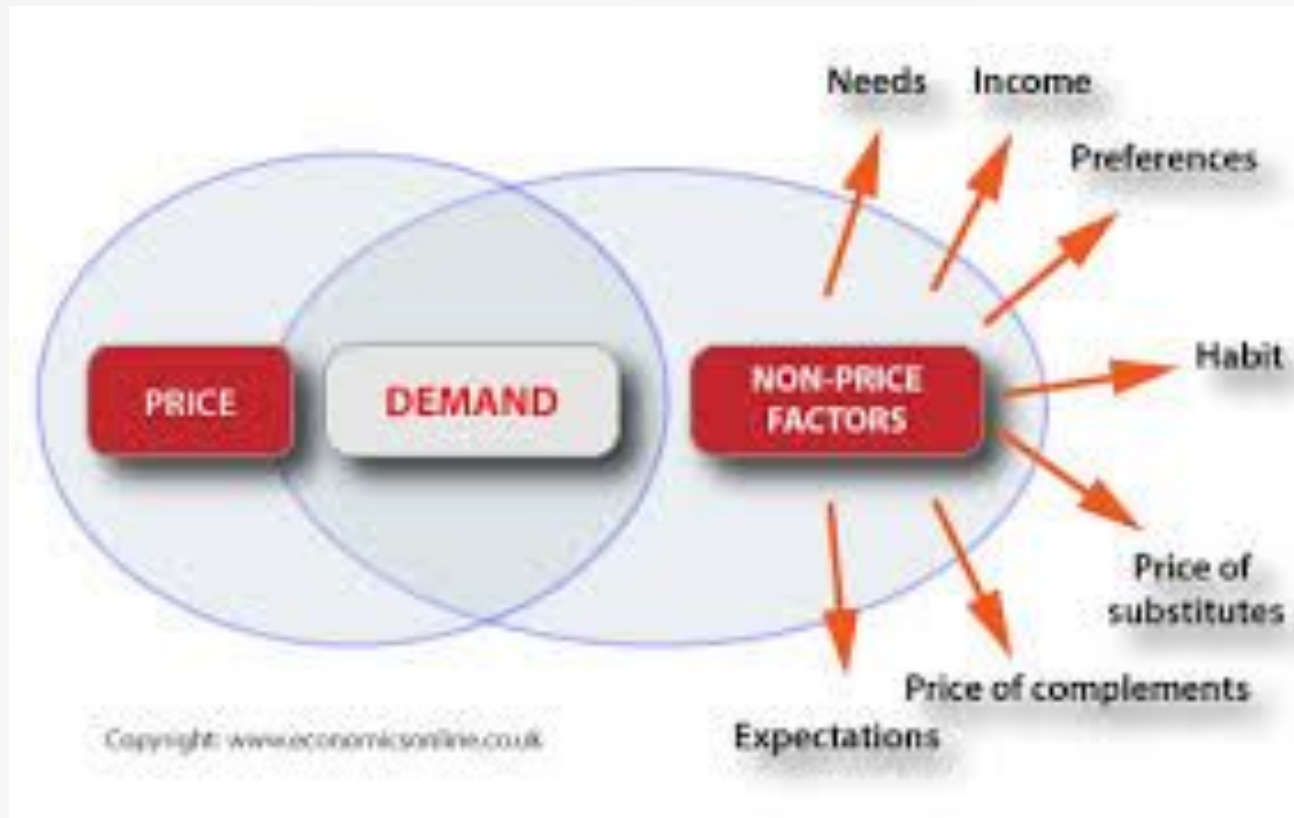 Needs Income
Preferences
Habit
PRICE
DEMAND
NON-PRICE
FACTORS
Price of
substitutes
Price of complements
Expectations
Copyright: www.economicsonline.co.uk